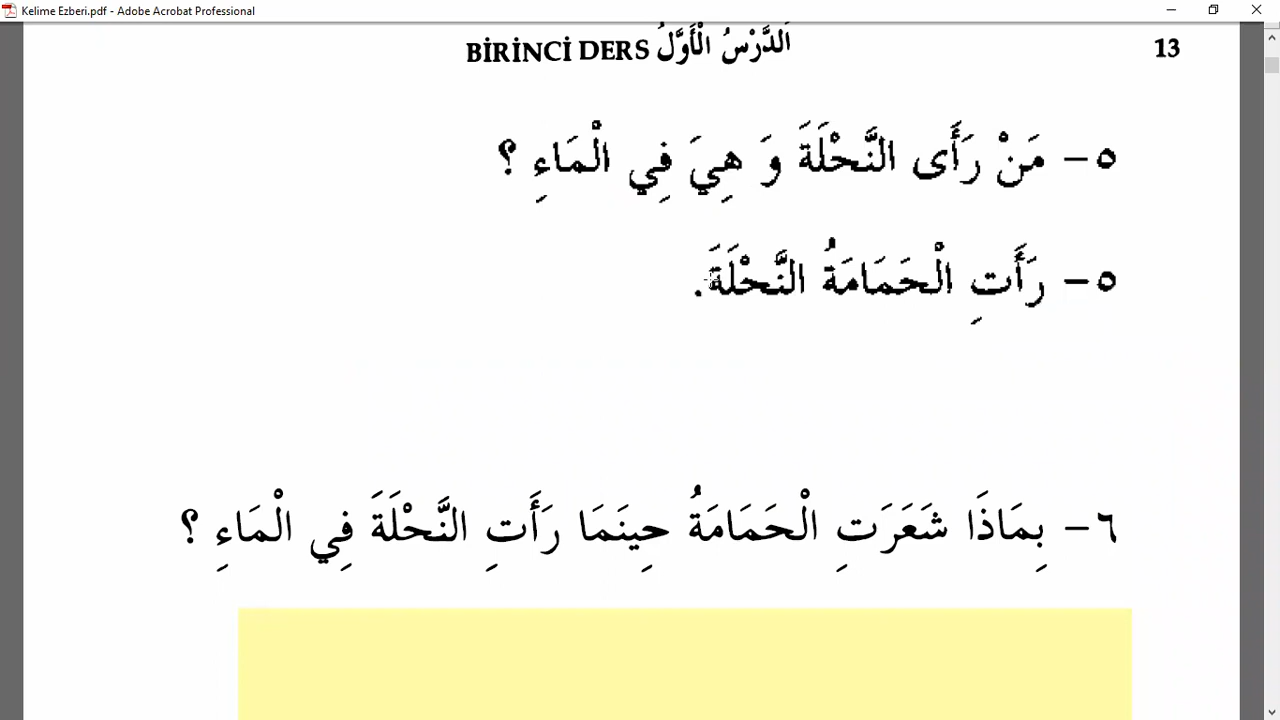 Kelime Ezberi.pdf - Adobe Acrobat Professional
BİRİNCİ DERS اَلدَّرْسُ الْأَوَّلُ 13
٥ – مَنْ رَأَى النَّحْلَةَ وَ هِيَ فِي الْمَاءِ ؟
٥ – رَأَتِ الْحَمَامَةُ النَّحْلَةَ.
٦ – بِمَاذَا شَعَرَتِ الْحَمَامَةُ حِينَمَا رَأَتِ النَّحْلَةَ فِي الْمَاءِ ؟